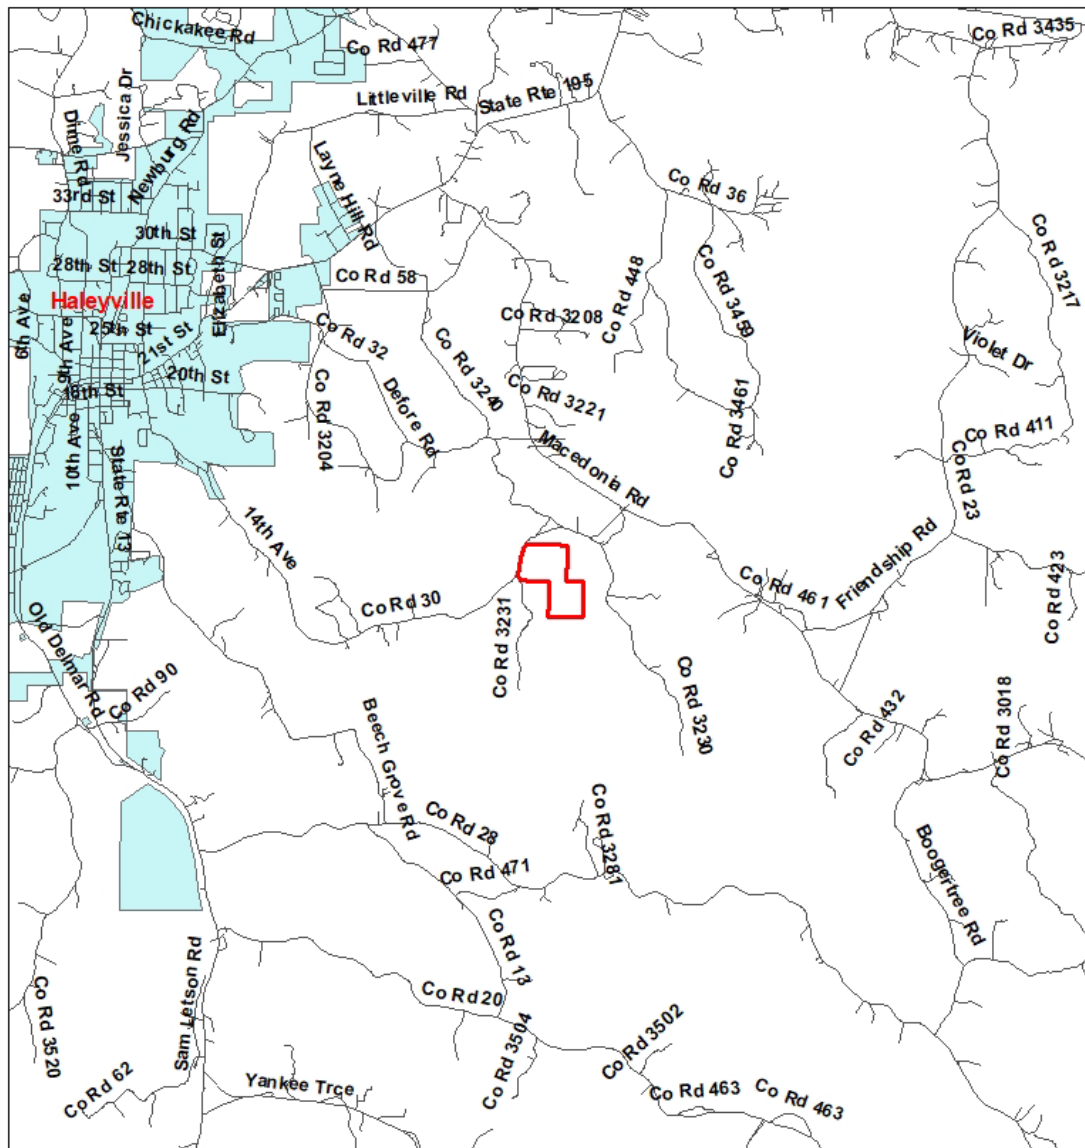 Chickakee Rd
Co Rd 477
Co Rd 3435
Littleville Rd
State Rte 195
Jessica Dr
Dime Rd
Newburg Rd
Layne Hill Rd
33rd St
Co Rd 36
30th St
Elizabeth St
28th St
28th St
Co Rd 58
Co Rd 448
Co Rd 3459
Co Rd 3217
Haleyville
6th Ave
9th Ave
25th St
21st St
Co Rd 32
Co Rd 3208
Violet Dr
20th St
18th St
Co Rd 3240
Co Rd 3221
Co Rd 3461
Co Rd 3204
Defore Rd
10th Ave
State Rte 13
Macedonia Rd
Co Rd 411
Co Rd 23
14th Ave
Friendship Rd
Co Rd 423
Co Rd 461
Co Rd 30
Co Rd 3231
Old Delmar Rd
Co Rd 90
Co Rd 3230
Co Rd 432
Co Rd 3018
Beech Grove Rd
Co Rd 28
Co Rd 3281
Co Rd 471
Boogertree Rd
Co Rd 13
Sam Letson Rd
Co Rd 20
Co Rd 3520
Co Rd 3504
Co Rd 3502
Co Rd 62
Yankee Trce
Co Rd 463
Co Rd 463